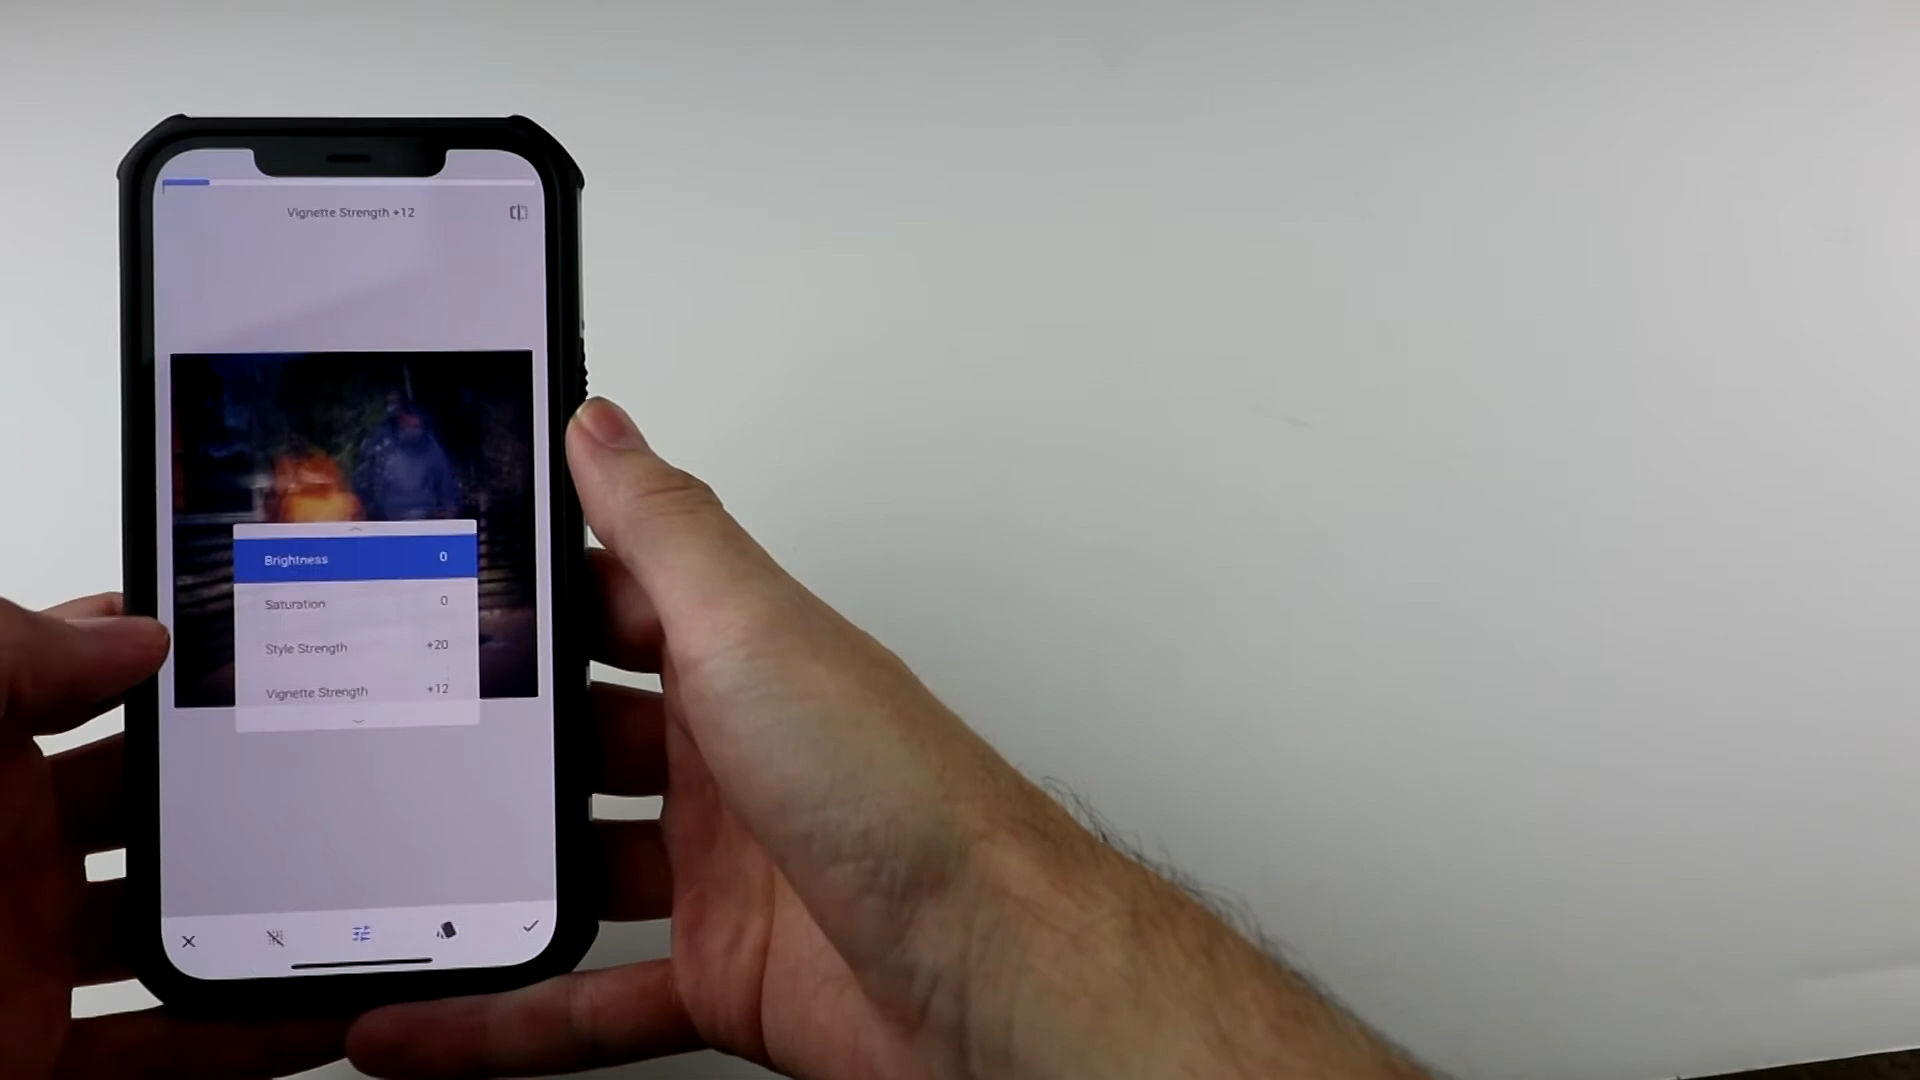 Vignette Strength +12
Brightness 0
Saturation 0
Style Strength +20
Vignette Strength +12